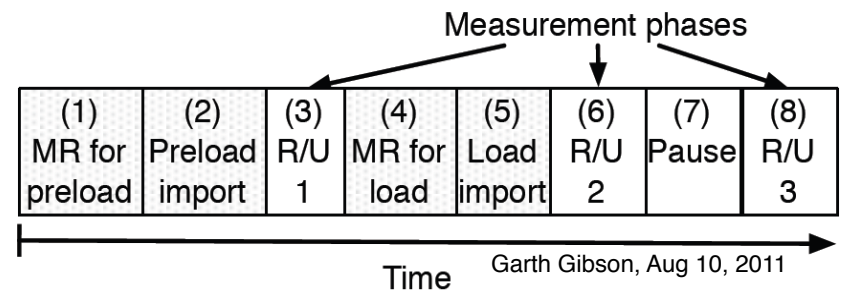 Measurement phases
(1) (2) (3) (4) (5) (6) (7) (8)
MR for Preload R/U MR for Load R/U Pause R/U
preload import 1 load import 2 3
Time
Garth Gibson, Aug 10, 2011